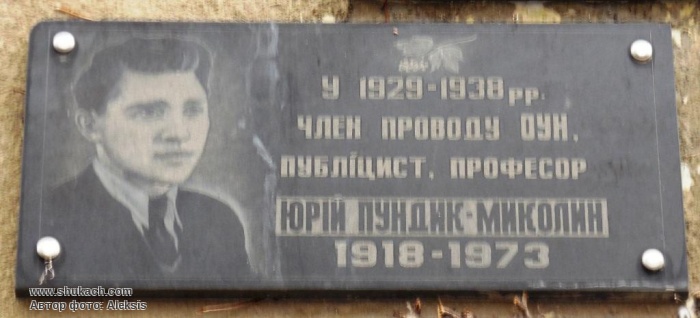 У 1929-1938 рр.
ЧЛЕН ПРОВОДУ ОУН.
ПУБЛІЦИСТ. ПРОФЕСОР
ЮРІЙ ПУНДИК-МИКОЛИН
1918-1973
www.shukach.com
Автор фото: Aleksis